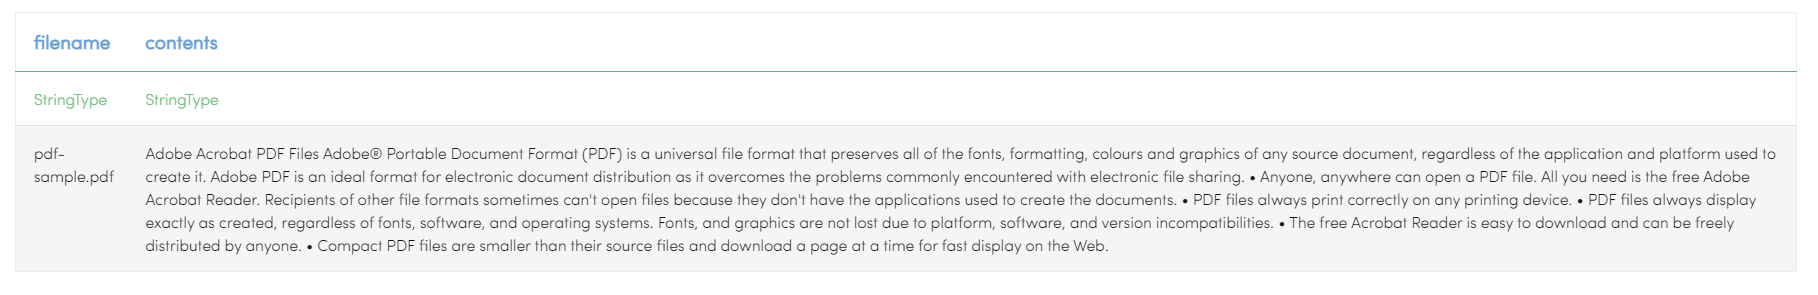 filename contents
StringType StringType
pdf-
sample.pdf
Adobe Acrobat PDF Files Adobe® Portable Document Format (PDF) is a universal file format that preserves all of the fonts, formatting, colours and graphics of any source document, regardless of the application and platform used to
create it. Adobe PDF is an ideal format for electronic document distribution as it overcomes the problems commonly encountered with electronic file sharing. • Anyone, anywhere can open a PDF file. All you need is the free Adobe
Acrobat Reader. Recipients of other file formats sometimes can't open files because they don't have the applications used to create the documents. • PDF files always print correctly on any printing device. • PDF files always display
exactly as created, regardless of fonts, software, and operating systems. Fonts, and graphics are not lost due to platform, software, and version incompatibilities. • The free Acrobat Reader is easy to download and can be freely
distributed by anyone. • Compact PDF files are smaller than their source files and download a page at a time for fast display on the Web.